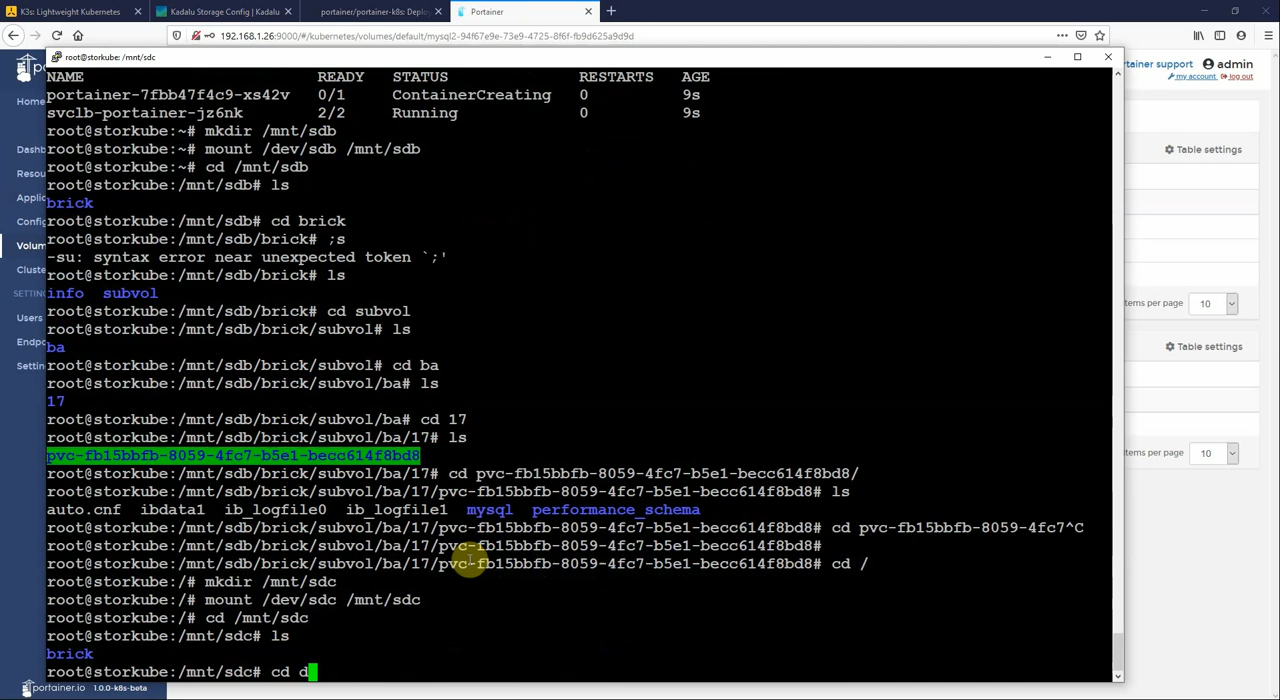 K3s: Lightweight Kubernetes
Kadalu Storage Config | Kadalu
portainer/portainer-k8s: Deplo
Portainer
192.168.1.26:9000/#/kubernetes/volumes/default/mysql2-94f67e9e-73e9-4725-8f6f-fb9d625a9d9d
root@storkube: /mnt/sdc
rtainer support
admin
my account
log out
Home
Dashb
Resou
Applic
Config
Volum
Cluste
SETTING
Users
Endpo
Settin
portainer.io
1.0.0-k8s-beta
NAME READY STATUS RESTARTS AGE
portainer-7fbb47f4c9-xs42v 0/1 ContainerCreating 0 9s
svclb-portainer-jz6nk 2/2 Running 0 9s
root@storkube:~# mkdir /mnt/sdb
root@storkube:~# mount /dev/sdb /mnt/sdb
root@storkube:~# cd /mnt/sdb
root@storkube:/mnt/sdb# ls
brick
root@storkube:/mnt/sdb# cd brick
root@storkube:/mnt/sdb/brick# ;s
-su: syntax error near unexpected token `;'
root@storkube:/mnt/sdb/brick# ls
info subvol
root@storkube:/mnt/sdb/brick# cd subvol
root@storkube:/mnt/sdb/brick/subvol# ls
ba
root@storkube:/mnt/sdb/brick/subvol# cd ba
root@storkube:/mnt/sdb/brick/subvol/ba# ls
17
root@storkube:/mnt/sdb/brick/subvol/ba# cd 17
root@storkube:/mnt/sdb/brick/subvol/ba/17# ls
pvc-fb15bbfb-8059-4fc7-b5e1-becc614f8bd8
root@storkube:/mnt/sdb/brick/subvol/ba/17# cd pvc-fb15bbfb-8059-4fc7-b5e1-becc614f8bd8/
root@storkube:/mnt/sdb/brick/subvol/ba/17/pvc-fb15bbfb-8059-4fc7-b5e1-becc614f8bd8# ls
auto.cnf ibdata1 ib_logfile0 ib_logfile1 mysql performance_schema
root@storkube:/mnt/sdb/brick/subvol/ba/17/pvc-fb15bbfb-8059-4fc7-b5e1-becc614f8bd8# cd pvc-fb15bbfb-8059-4fc7^C
root@storkube:/mnt/sdb/brick/subvol/ba/17/pvc-fb15bbfb-8059-4fc7-b5e1-becc614f8bd8#
root@storkube:/mnt/sdb/brick/subvol/ba/17/pvc-fb15bbfb-8059-4fc7-b5e1-becc614f8bd8# cd /
root@storkube:/# mkdir /mnt/sdc
root@storkube:/# mount /dev/sdc /mnt/sdc
root@storkube:/# cd /mnt/sdc
root@storkube:/mnt/sdc# ls
brick
root@storkube:/mnt/sdc# cd d
Table settings
tems per page 10
Table settings
tems per page 10